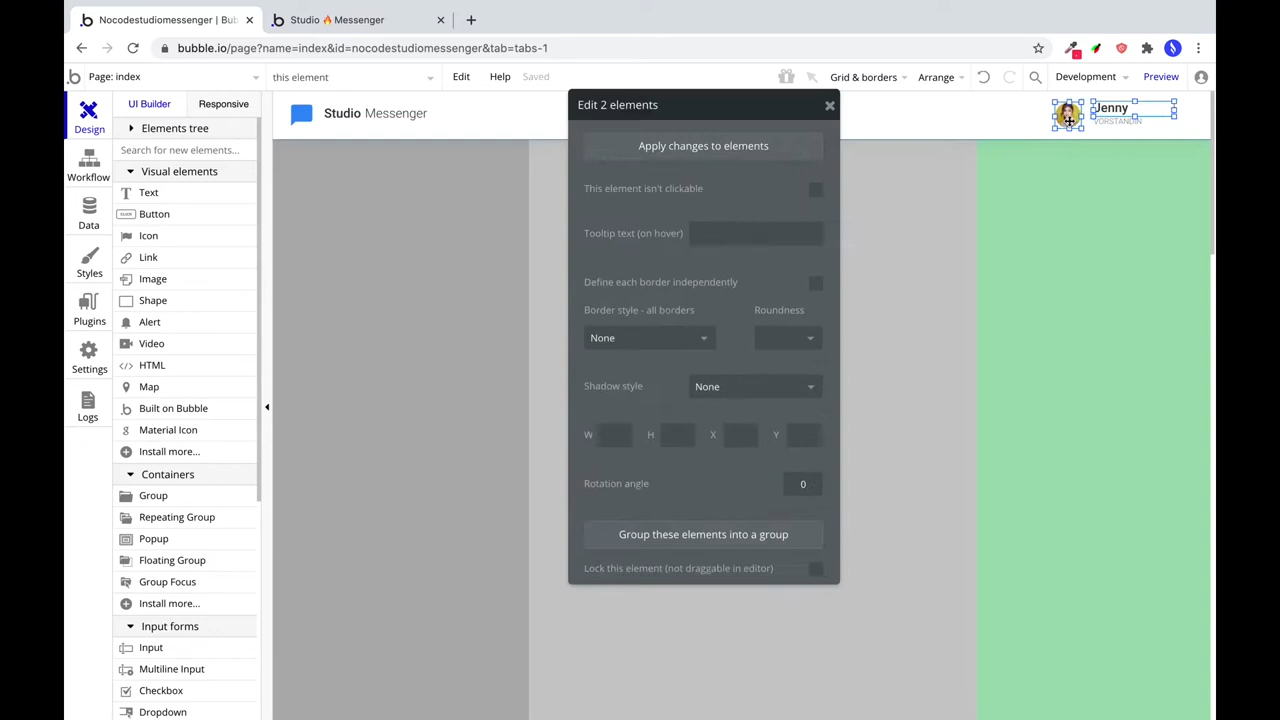 Nocodestudiomessenger | Bub
Studio 🔥 Messenger
bubble.io/page?name=index&id=nocodestudiomessenger&tab=tabs-1
Page: index
this element
Edit
Help
Saved
Grid & borders
Arrange
Development
Preview
Design
Workflow
Data
Styles
Plugins
Settings
Logs
UI Builder
Responsive
Elements tree
Search for new elements...
Visual elements
Text
CLICK
Button
Icon
Link
Image
Shape
Alert
Video
</> HTML
Map
Built on Bubble
Material Icon
Install more...
Containers
Group
Repeating Group
Popup
Floating Group
Group Focus
Install more...
Input forms
Input
Multiline Input
Checkbox
Dropdown
Studio Messenger
Jenny
VORSTANDIN
Edit 2 elements
Apply changes to elements
This element isn't clickable
Tooltip text (on hover)
Define each border independently
Border style - all borders
Roundness
None
Shadow style
None
W H X Y
Rotation angle
0
Group these elements into a group
Lock this element (not draggable in editor)